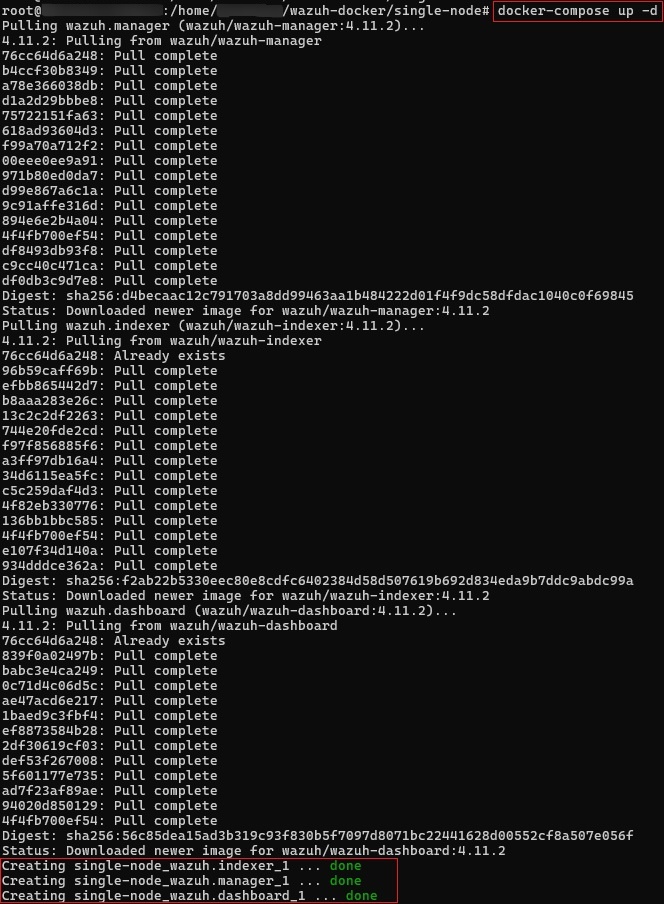 root@ :/home/ /wazuh-docker/single-node# docker-compose up -d
Pulling wazuh.manager (wazuh/wazuh-manager:4.11.2)...
4.11.2: Pulling from wazuh/wazuh-manager
76cc64d6a248: Pull complete
b4ccf30b8349: Pull complete
a78e366038db: Pull complete
d1a2d29bbbe8: Pull complete
75722151fa63: Pull complete
618ad93604d3: Pull complete
f99a70a712f2: Pull complete
00eee0ee9a91: Pull complete
971b80ed0da7: Pull complete
d99e867a6c1a: Pull complete
9c91affe316d: Pull complete
894e6e2b4a04: Pull complete
4f4fb700ef54: Pull complete
df8493db93f8: Pull complete
c9cc40c471ca: Pull complete
df0db3c9d7e8: Pull complete
Digest: sha256:d4becaac12c791703a8dd99463aa1b484222d01f4f9dc58dfdac1040c0f69845
Status: Downloaded newer image for wazuh/wazuh-manager:4.11.2
Pulling wazuh.indexer (wazuh/wazuh-indexer:4.11.2)...
4.11.2: Pulling from wazuh/wazuh-indexer
76cc64d6a248: Already exists
96b59caff69b: Pull complete
efbb865442d7: Pull complete
b8aaa283e26c: Pull complete
13c2c2df2263: Pull complete
744e20fde2cd: Pull complete
f97f856885f6: Pull complete
a3ff97db16a4: Pull complete
34d6115ea5fc: Pull complete
c5c259daf4d3: Pull complete
4f82eb330776: Pull complete
136bb1bbc585: Pull complete
4f4fb700ef54: Pull complete
e107f34d140a: Pull complete
934dddce362a: Pull complete
Digest: sha256:f2ab22b5330eec80e8cdfc6402384d58d507619b692d834eda9b7ddc9abdc99a
Status: Downloaded newer image for wazuh/wazuh-indexer:4.11.2
Pulling wazuh.dashboard (wazuh/wazuh-dashboard:4.11.2)...
4.11.2: Pulling from wazuh/wazuh-dashboard
76cc64d6a248: Already exists
839f0a02497b: Pull complete
babc3e4ca249: Pull complete
0c71d4c06d5c: Pull complete
ae47acd6e217: Pull complete
1baed9c3fbf4: Pull complete
ef8873584b28: Pull complete
2df30619cf03: Pull complete
def53f267008: Pull complete
5f601177e735: Pull complete
ad7f23af89ae: Pull complete
94020d850129: Pull complete
4f4fb700ef54: Pull complete
Digest: sha256:56c85dea15ad3b319c93f830b5f7097d8071bc22441628d00552cf8a507e056f
Status: Downloaded newer image for wazuh/wazuh-dashboard:4.11.2
Creating single-node_wazuh.indexer_1 ... done
Creating single-node_wazuh.manager_1 ... done
Creating single-node_wazuh.dashboard_1 ... done